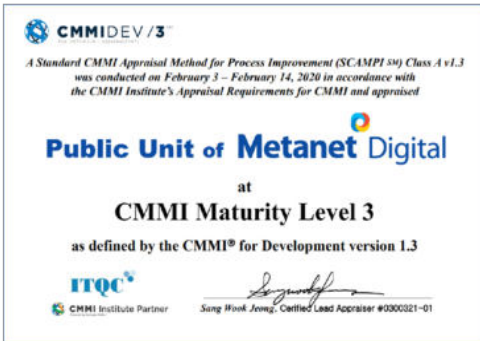 CMMIDEV/3℠
A Standard CMMI Appraisal Method for Process Improvement (SCAMPI SM) Class A v1.3
was conducted on February 3 – February 14, 2020 in accordance with
the CMMI Institute's Appraisal Requirements for CMMI and appraised
Public Unit of Metanet Digital
at
CMMI Maturity Level 3
as defined by the CMMI® for Development version 1.3
ITQC
CMMI Institute Partner
Sang Wook Jeong, Certified Lead Appraiser #0300321-01